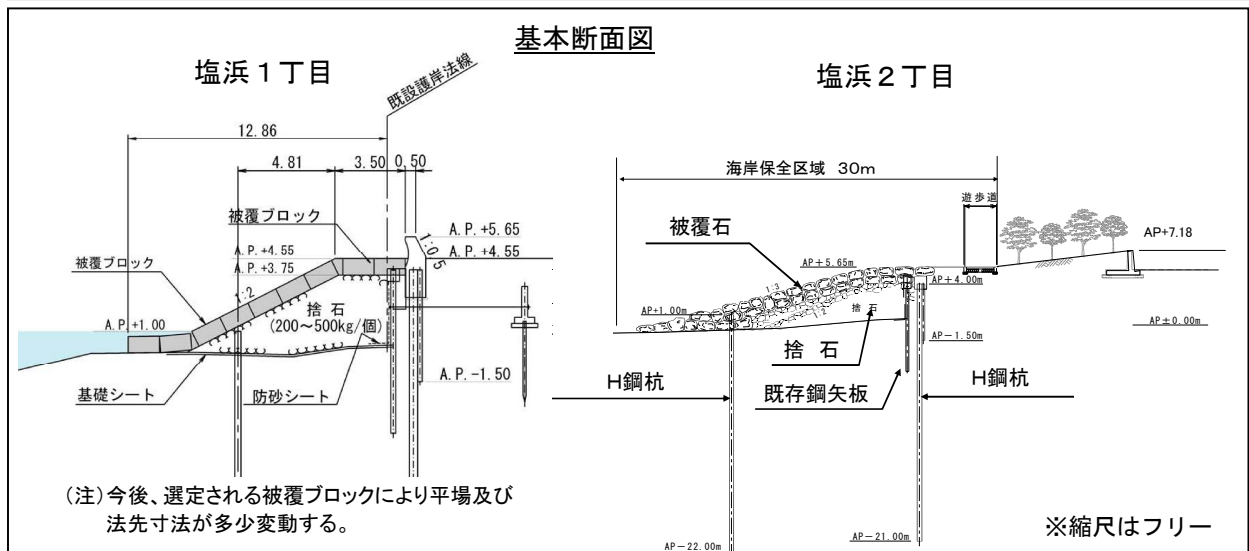 基本断面図
塩浜1丁目
既設護岸法線
12.86
4.81
3.50
0.50
被覆ブロック
A.P.+5.65
A.P.+4.55
A.P.+4.55
1:0.5
被覆ブロック
A.P.+3.75
1:2
捨石
(200~500kg/個)
A.P.+1.00
A.P.-1.50
基礎シート
防砂シート
(注)今後、選定される被覆ブロックにより平場及び
法先寸法が多少変動する。
塩浜2丁目
海岸保全区域 30m
遊歩道
被覆石
AP+7.18
AP+5.65m
AP+4.00m
1:3
AP+1.00m
捨石
1:2
AP±0.00m
AP-1.50m
捨石
H鋼杭
既存鋼矢板
H鋼杭
AP-21.00m
AP-22.00m
※縮尺はフリー